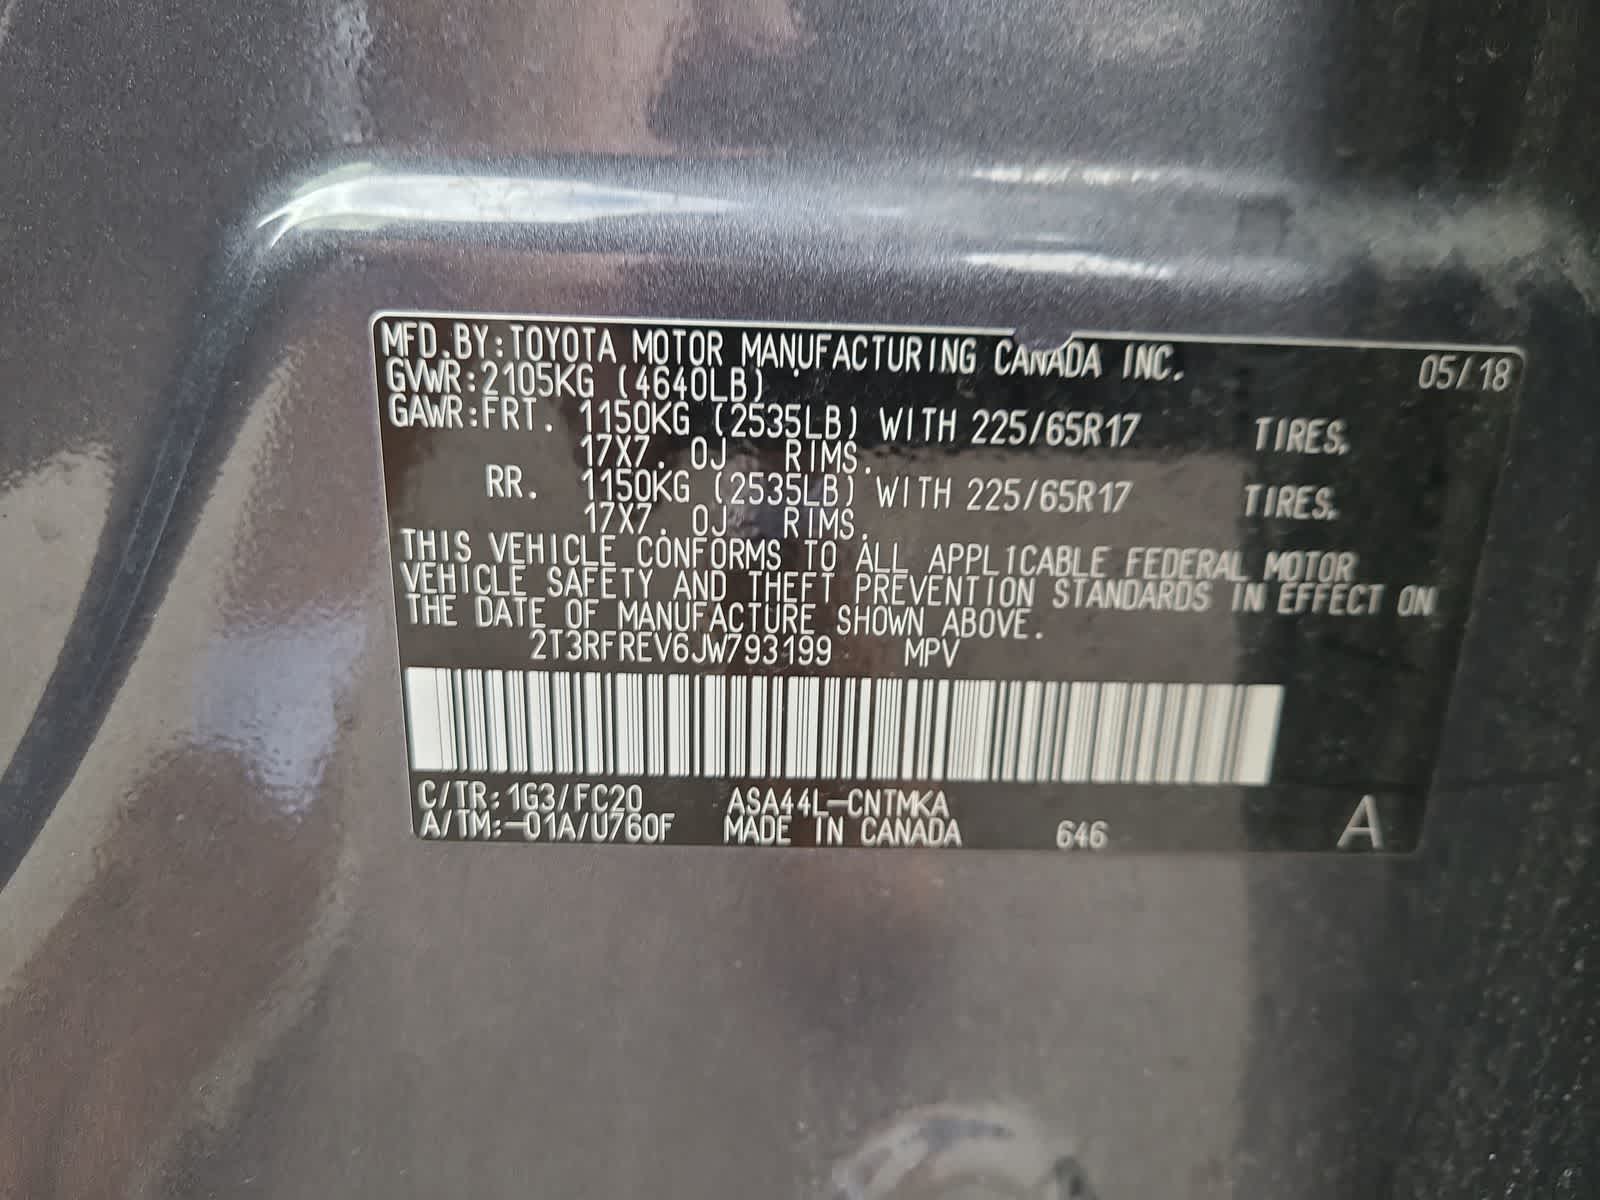 MFD.BY:TOYOTA MOTOR MANUFACTURING CANADA INC. 05/18
GVWR:2105KG (4640LB)
GAWR:FRT. 1150KG (2535LB) WITH 225/65R17 TIRES,
17X7. 0J RIMS.
RR. 1150KG (2535LB) WITH 225/65R17 TIRES,
17X7. 0J RIMS.
THIS VEHICLE CONFORMS TO ALL APPLICABLE FEDERAL MOTOR
VEHICLE SAFETY AND THEFT PREVENTION STANDARDS IN EFFECT ON
THE DATE OF MANUFACTURE SHOWN ABOVE.
2T3RFREV6JW793199 MPV
C/TR:1G3/FC20 ASA44L-CNTMKA
A/TM:-01A/U760F MADE IN CANADA 646 A